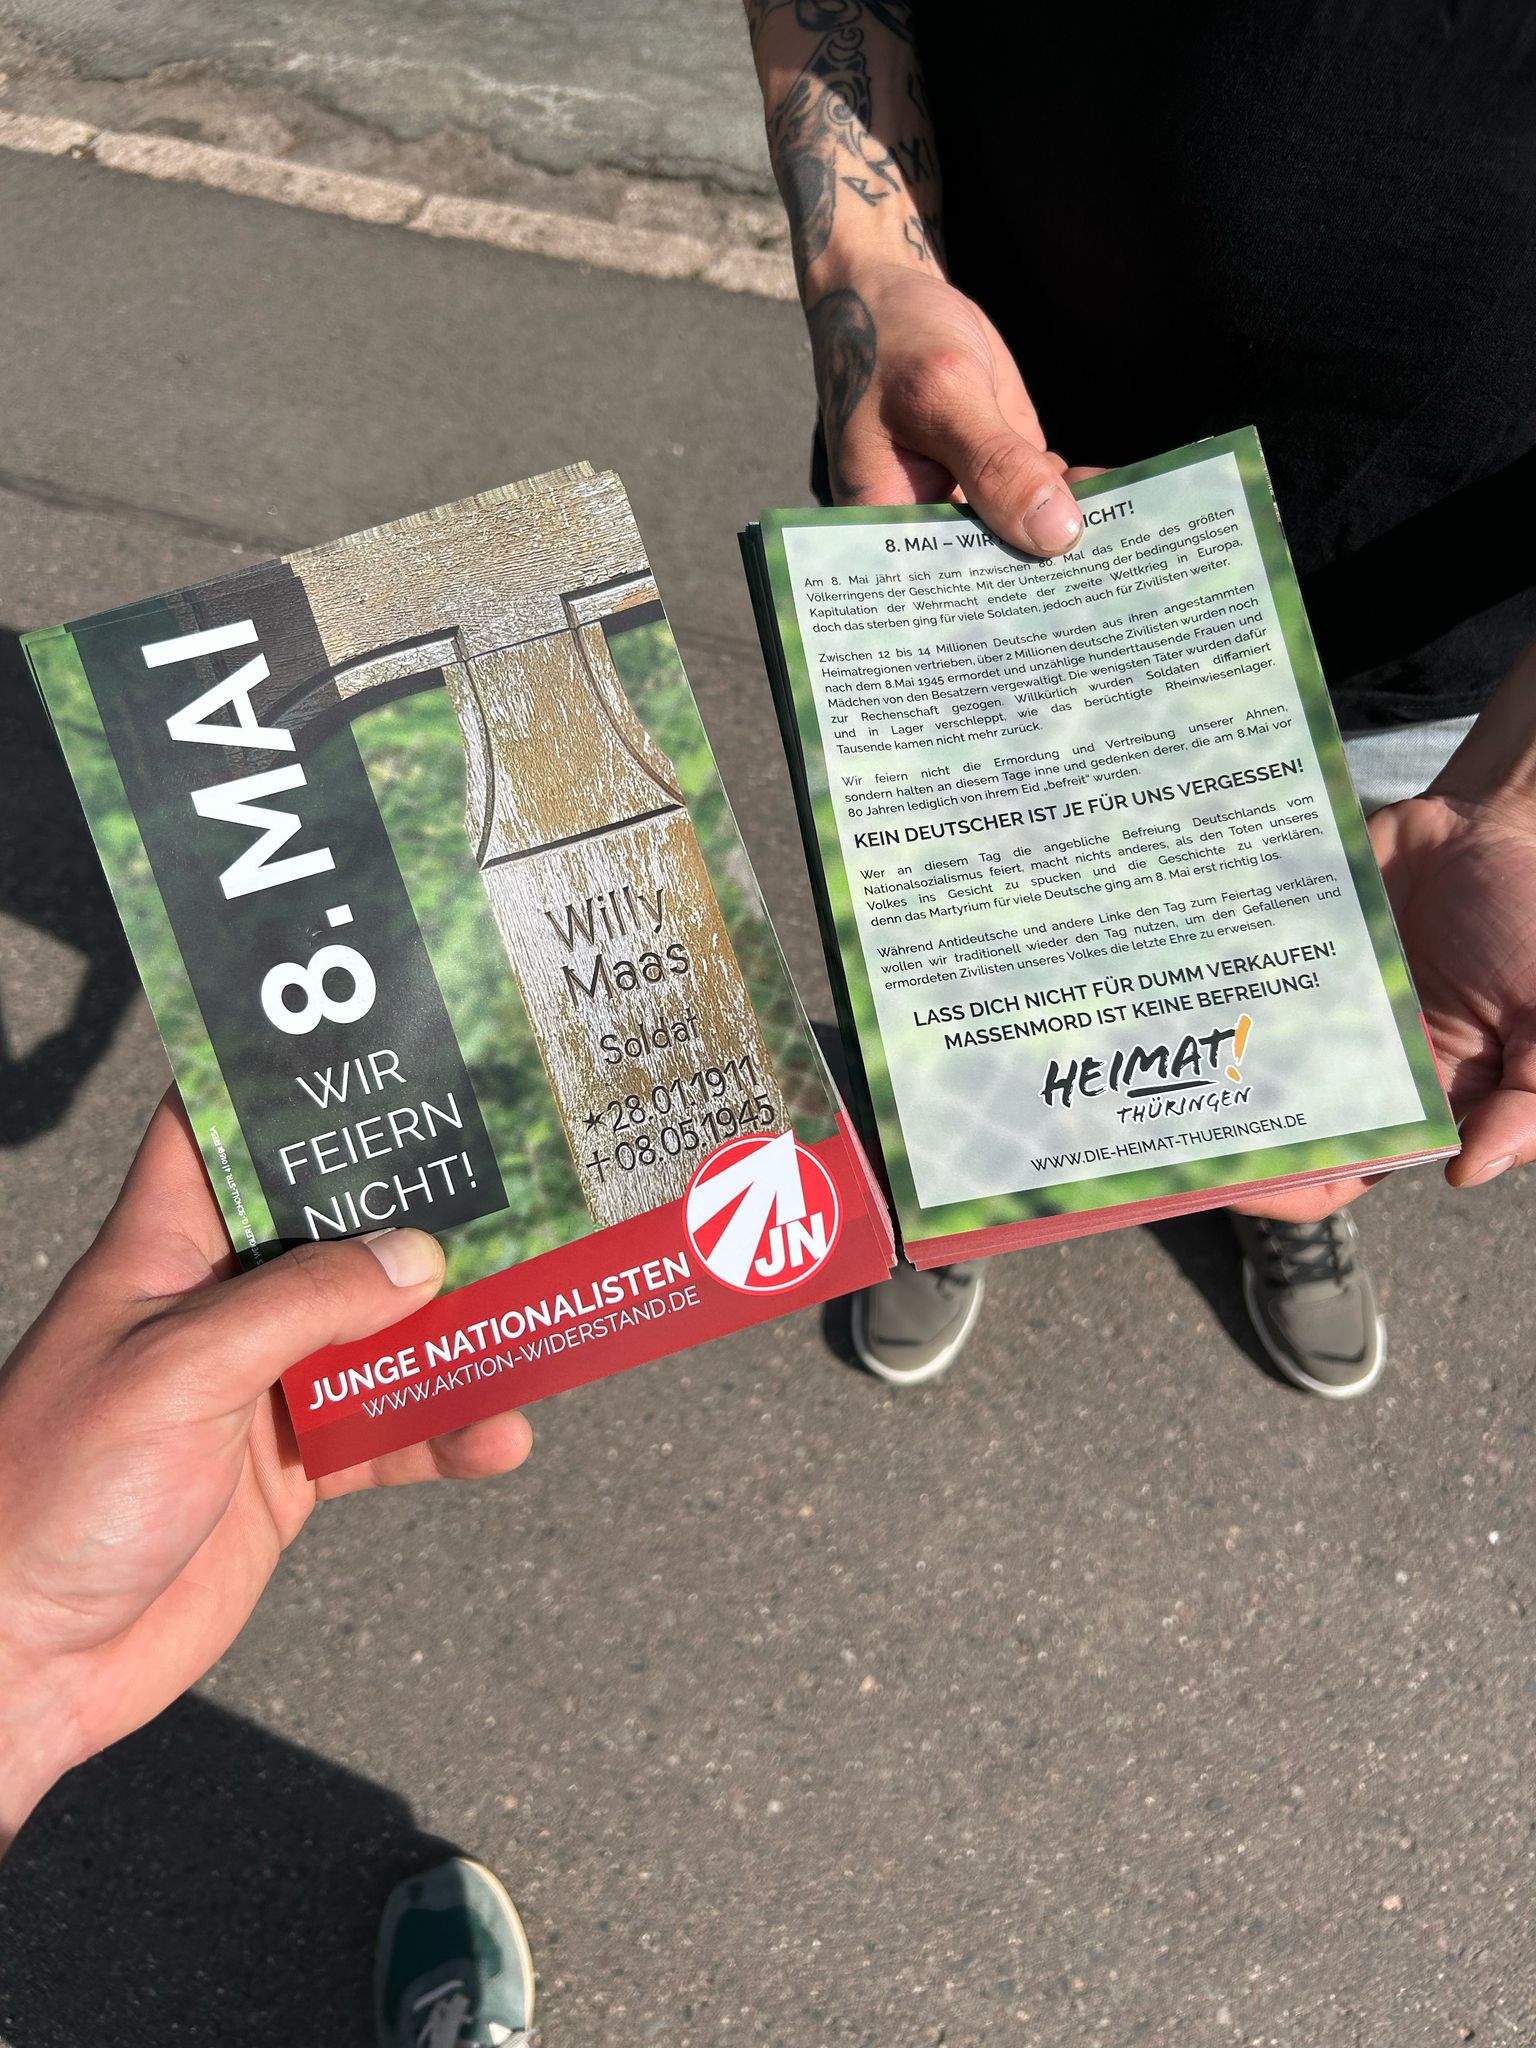 8. MAI
WIR
FEIERN
NICHT!
Willy
Maas
Soldat
28.01.1911
08.05.1945
JN
JUNGE NATIONALISTEN
WWW.AKTION-WIDERSTAND.DE
8. MAI – WIR ICHT!
Am 8. Mai jährt sich zum inzwischen 80. Mal das Ende des größten
Völkerringens der Geschichte. Mit der Unterzeichnung der bedingungslosen
Kapitulation der Wehrmacht endete der zweite Weltkrieg in Europa,
doch das sterben ging für viele Soldaten, jedoch auch für Zivilisten weiter.
Zwischen 12 bis 14 Millionen Deutsche wurden aus ihren angestammten
Heimatregionen vertrieben, über 2 Millionen deutsche Zivilisten wurden noch
nach dem 8.Mai 1945 ermordet und unzählige hunderttausende Frauen und
Mädchen von den Besatzern vergewaltigt. Die wenigsten Täter wurden dafür
zur Rechenschaft gezogen. Willkürlich wurden Soldaten diffamiert
und in Lager verschleppt, wie das berüchtigte Rheinwiesenlager.
Tausende kamen nicht mehr zurück.
Wir feiern nicht die Ermordung und Vertreibung unserer Ahnen,
sondern halten an diesem Tage inne und gedenken derer, die am 8.Mai vor
80 Jahren lediglich von ihrem Eid „befreit“ wurden.
KEIN DEUTSCHER IST JE FÜR UNS VERGESSEN!
Wer an diesem Tag die angebliche Befreiung Deutschlands vom
Nationalsozialismus feiert, macht nichts anderes, als den Toten unseres
Volkes ins Gesicht zu spucken und die Geschichte zu verklären,
denn das Martyrium für viele Deutsche ging am 8. Mai erst richtig los.
Während Antideutsche und andere Linke den Tag zum Feiertag verklären,
wollen wir traditionell wieder den Tag nutzen, um den Gefallenen und
ermordeten Zivilisten unseres Volkes die letzte Ehre zu erweisen.
LASS DICH NICHT FÜR DUMM VERKAUFEN!
MASSENMORD IST KEINE BEFREIUNG!
HEIMAT!
THÜRINGEN
WWW.DIE-HEIMAT-THUERINGEN.DE